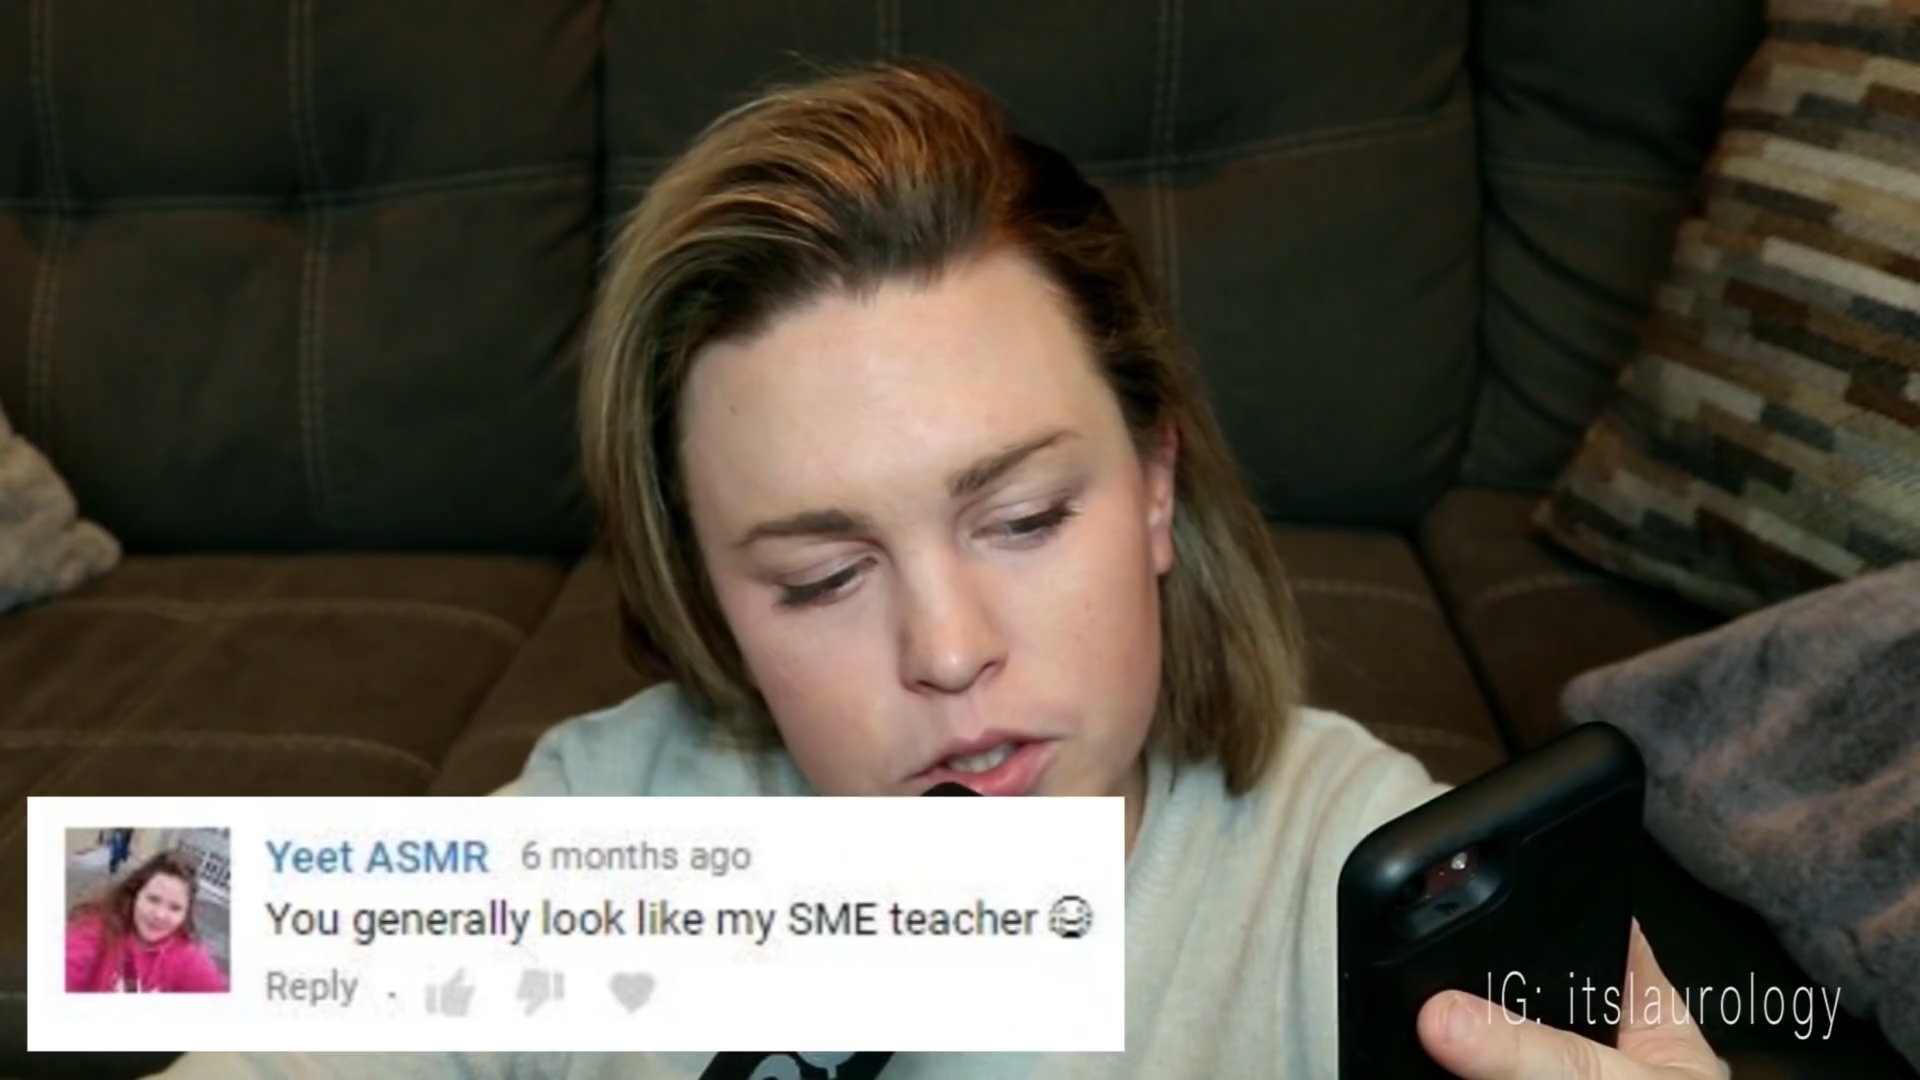 Yeet ASMR 6 months ago
You generally look like my SME teacher 😂
Reply .
IG: itslaurology